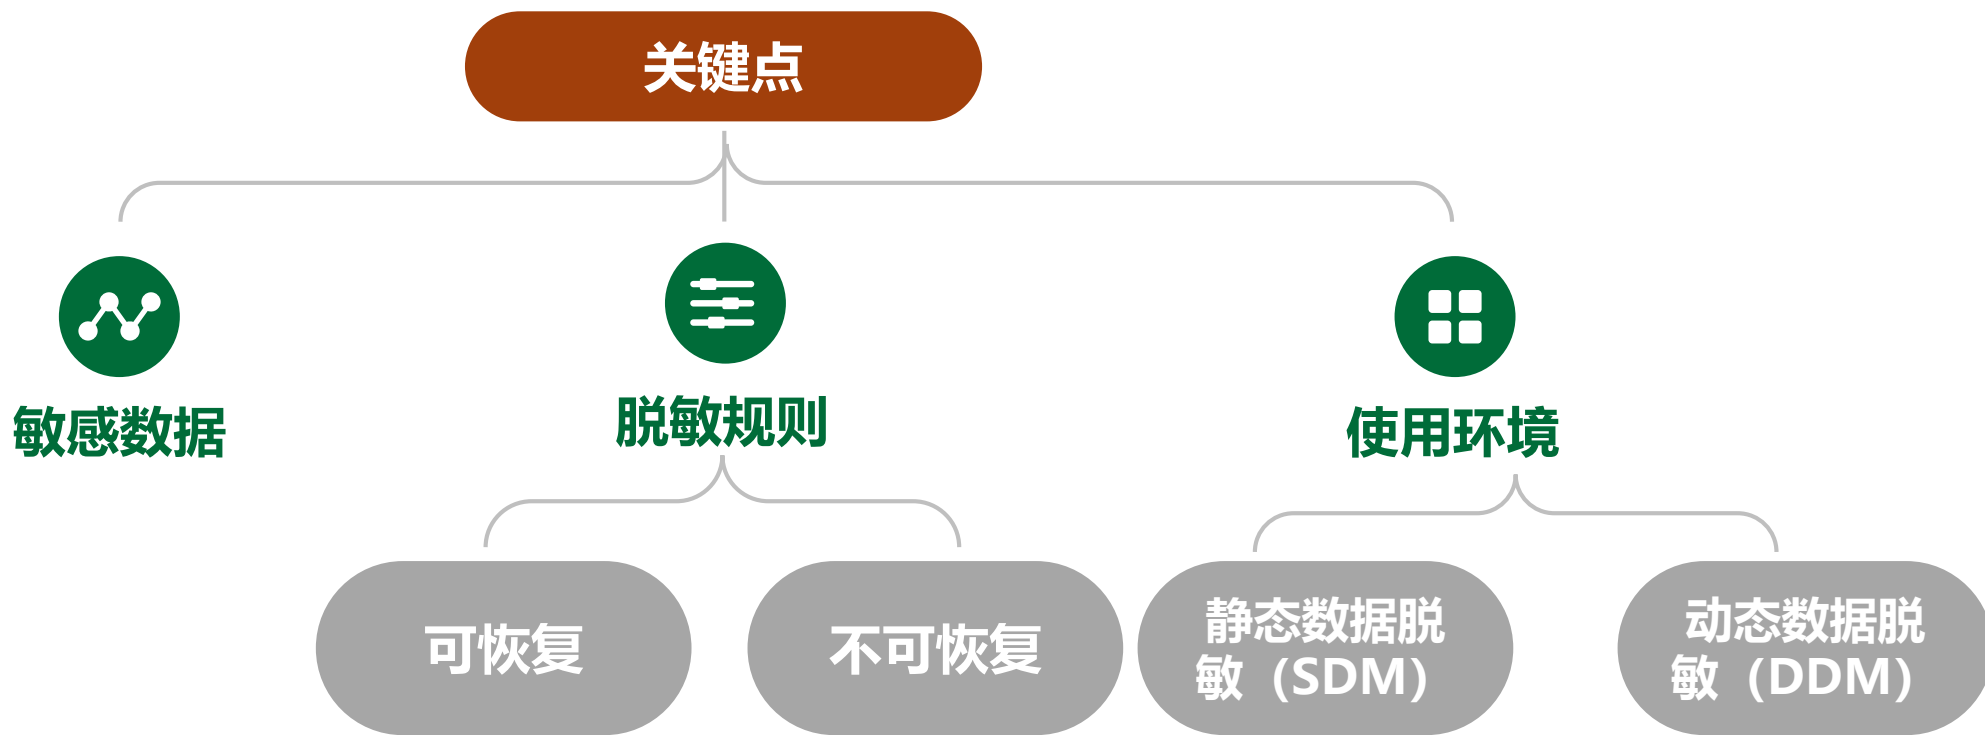 关键点
敏感数据
脱敏规则
使用环境
可恢复
不可恢复
静态数据脱
敏（SDM）
动态数据脱
敏（DDM）